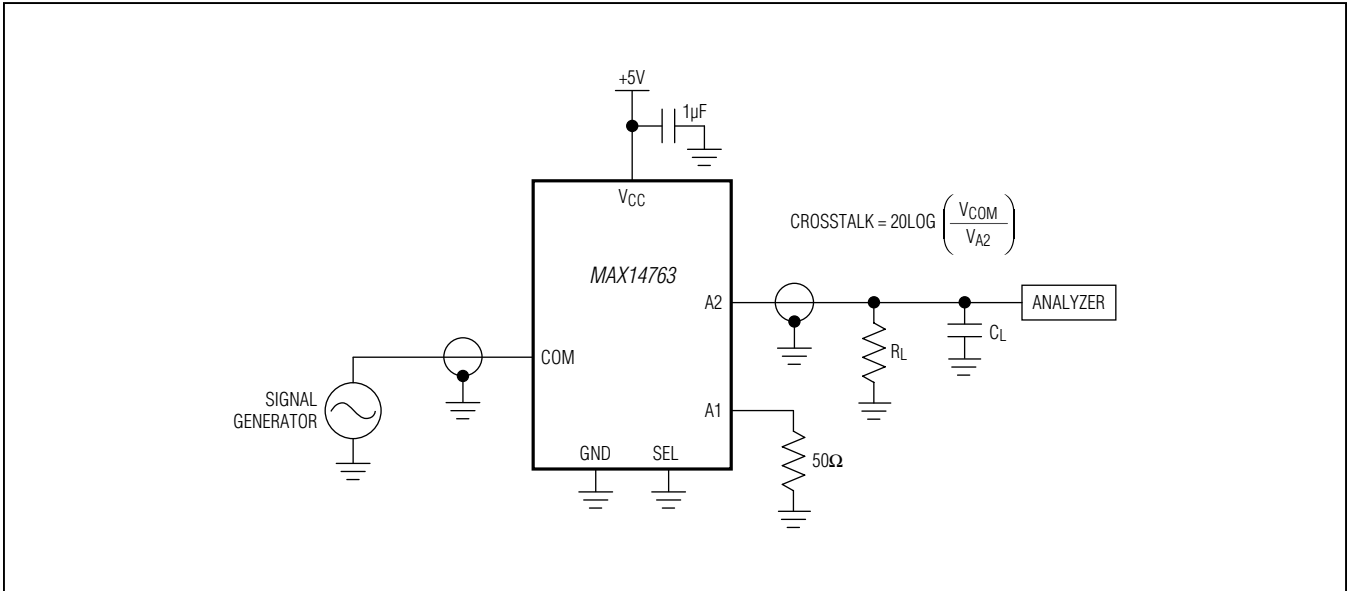 +5V
1µF
VCC
CROSSTALK = 20LOG (VCOM / VA2)
MAX14763
A2
ANALYZER
CL
RL
COM
SIGNAL
GENERATOR
A1
GND
SEL
50Ω